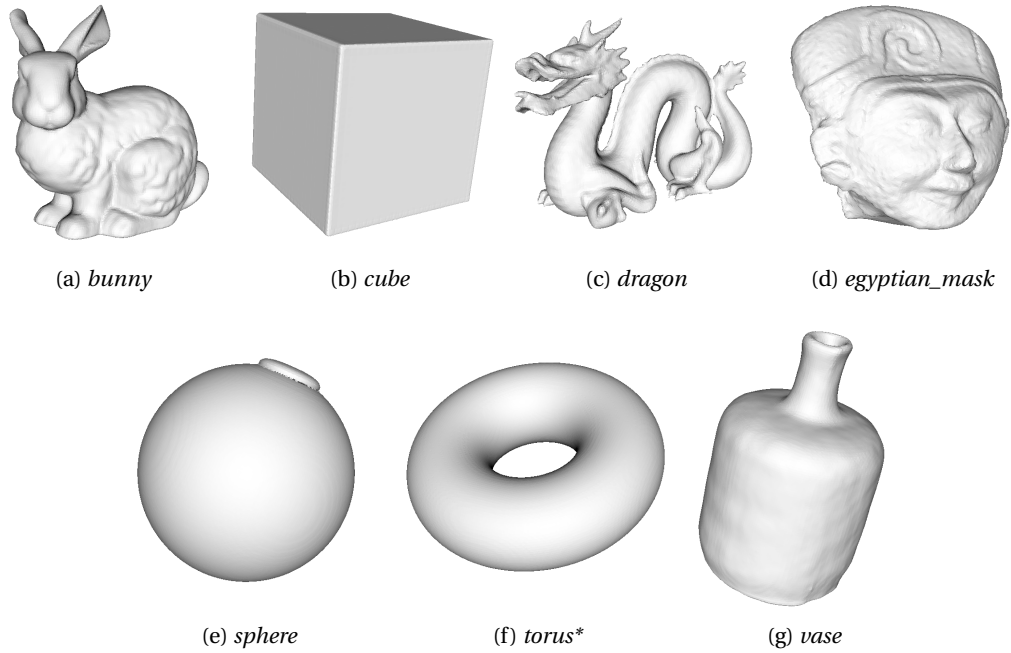 (a) bunny
(b) cube
(c) dragon
(d) egyptian_mask
(e) sphere
(f) torus*
(g) vase